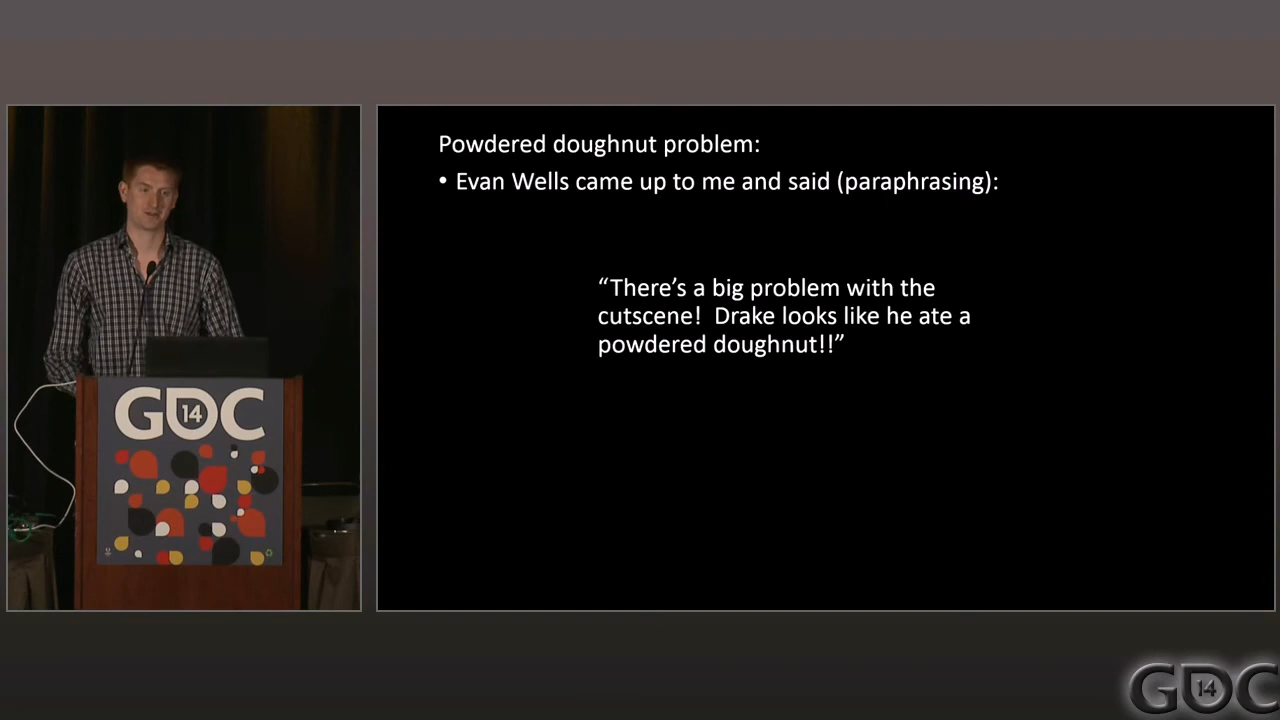 Powdered doughnut problem:
• Evan Wells came up to me and said (paraphrasing):
“There’s a big problem with the
cutscene!  Drake looks like he ate a
powdered doughnut!!”
GDC 14
GDC 14